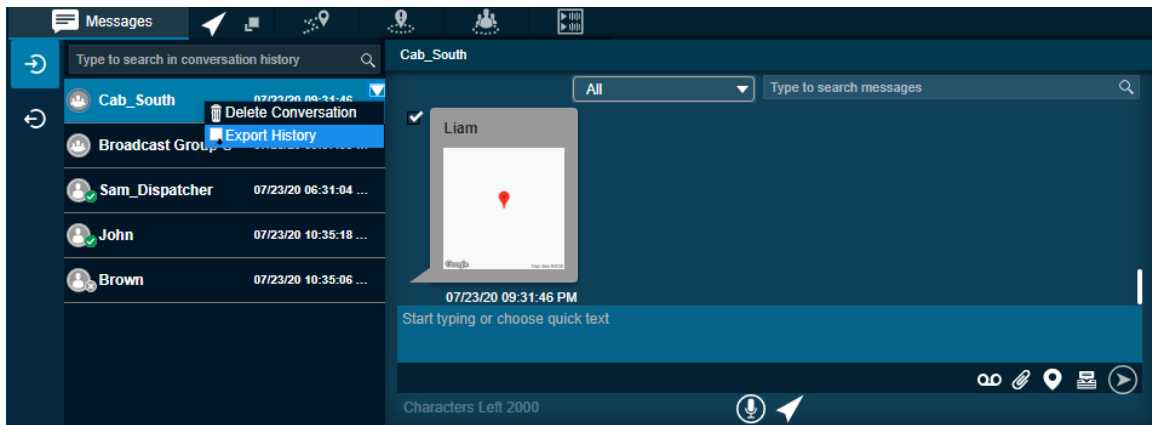 Messages
Type to search in conversation history
Cab_South
Cab_South 07/23/20 09:31:46
All
Type to search messages
Delete Conversation
Export History
Broadcast Group
Liam
Sam_Dispatcher 07/23/20 06:31:04 ...
John 07/23/20 10:35:18 ...
Brown 07/23/20 10:35:06 ...
Google
07/23/20 09:31:46 PM
Start typing or choose quick text
Characters Left 2000